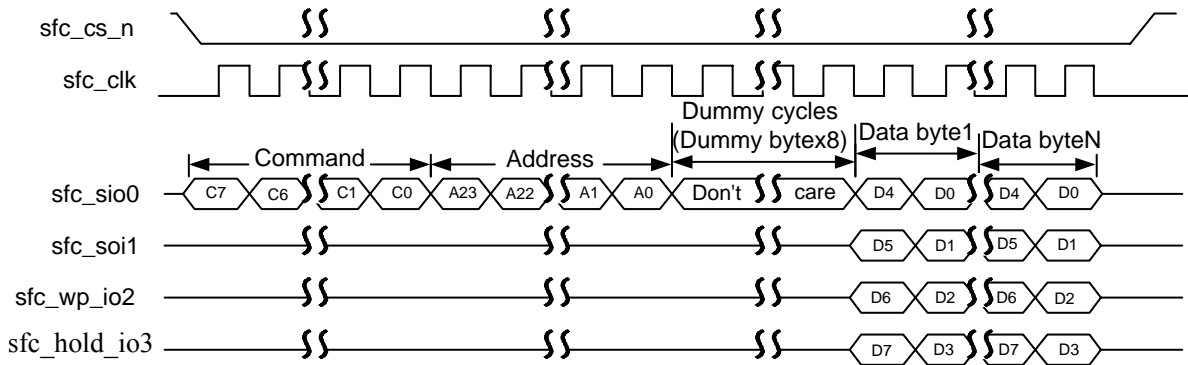 sfc_cs_n
sfc_clk
Dummy cycles
(Dummy bytex8)
Command
Address
Data byte1
Data byteN
sfc_sio0
C7 C6 C1 C0 A23 A22 A1 A0 Don't care D4 D0 D4 D0
sfc_soi1
D5 D1 D5 D1
sfc_wp_io2
D6 D2 D6 D2
sfc_hold_io3
D7 D3 D7 D3